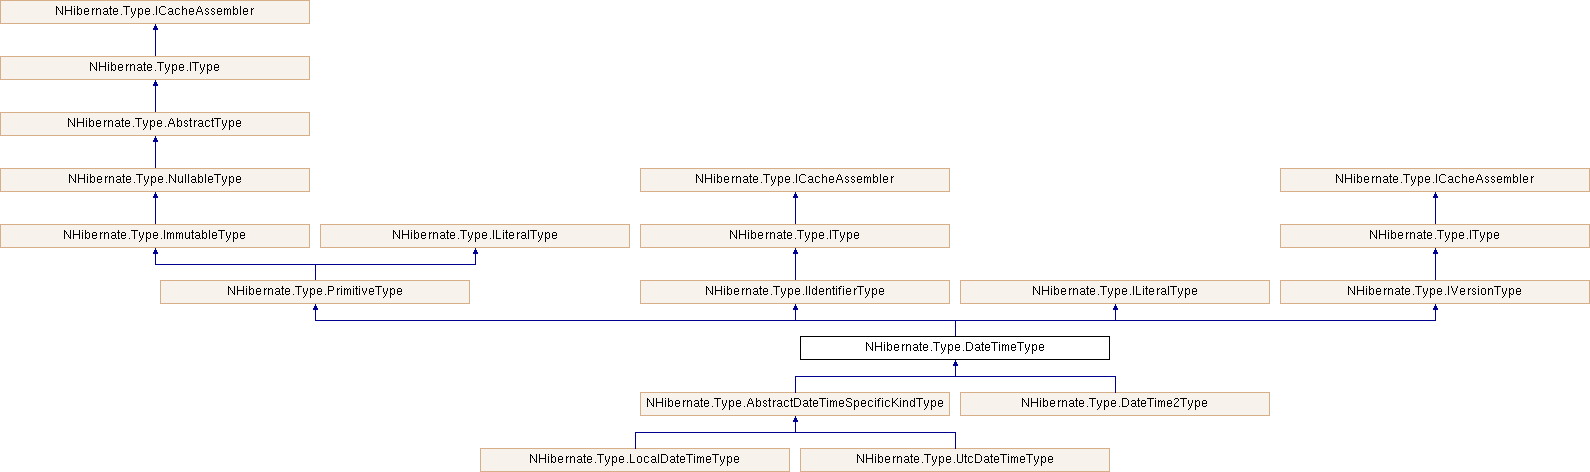 NHibernate.Type.ICacheAssembler
NHibernate.Type.IType
NHibernate.Type.AbstractType
NHibernate.Type.NullableType
NHibernate.Type.ICacheAssembler
NHibernate.Type.ICacheAssembler
NHibernate.Type.ImmutableType
NHibernate.Type.ILiteralType
NHibernate.Type.IType
NHibernate.Type.IType
NHibernate.Type.PrimitiveType
NHibernate.Type.IIdentifierType
NHibernate.Type.ILiteralType
NHibernate.Type.IVersionType
NHibernate.Type.DateTimeType
NHibernate.Type.AbstractDateTimeSpecificKindType
NHibernate.Type.DateTime2Type
NHibernate.Type.LocalDateTimeType
NHibernate.Type.UtcDateTimeType